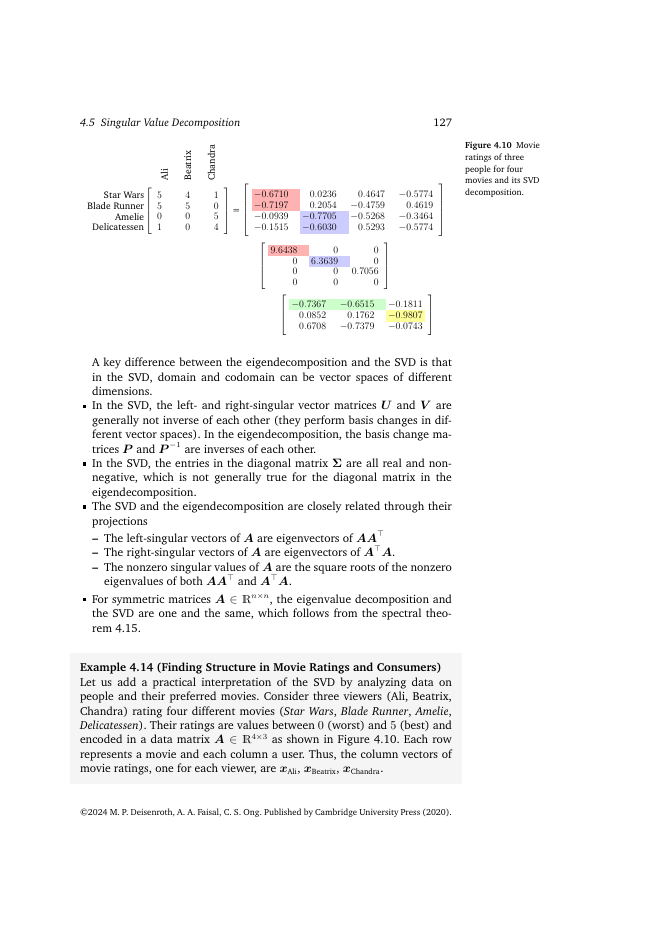 4.5 Singular Value Decomposition 127
Figure 4.10 Movie
ratings of three
people for four
movies and its SVD
decomposition.
Ali Beatrix Chandra
Star Wars 5 4 1 = −0.6710 0.0236 0.4647 −0.5774
Blade Runner 5 5 0 −0.7197 0.2054 −0.4759 0.4619
Amelie 0 0 5 −0.0939 −0.7705 −0.5268 −0.3464
Delicatessen 1 0 4 −0.1515 −0.6030 0.5293 −0.5774
9.6438 0 0
0 6.3639 0
0 0 0.7056
0 0 0
−0.7367 −0.6515 −0.1811
0.0852 0.1762 −0.9807
0.6708 −0.7379 −0.0743
A key difference between the eigendecomposition and the SVD is that
in the SVD, domain and codomain can be vector spaces of different
dimensions.
▪ In the SVD, the left- and right-singular vector matrices U and V are
generally not inverse of each other (they perform basis changes in dif-
ferent vector spaces). In the eigendecomposition, the basis change ma-
trices P and P⁻¹ are inverses of each other.
▪ In the SVD, the entries in the diagonal matrix Σ are all real and non-
negative, which is not generally true for the diagonal matrix in the
eigendecomposition.
▪ The SVD and the eigendecomposition are closely related through their
projections
– The left-singular vectors of A are eigenvectors of AA⊤
– The right-singular vectors of A are eigenvectors of A⊤A.
– The nonzero singular values of A are the square roots of the nonzero
eigenvalues of both AA⊤ and A⊤A.
▪ For symmetric matrices A ∈ ℝⁿˣⁿ, the eigenvalue decomposition and
the SVD are one and the same, which follows from the spectral theo-
rem 4.15.
Example 4.14 (Finding Structure in Movie Ratings and Consumers)
Let us add a practical interpretation of the SVD by analyzing data on
people and their preferred movies. Consider three viewers (Ali, Beatrix,
Chandra) rating four different movies (Star Wars, Blade Runner, Amelie,
Delicatessen). Their ratings are values between 0 (worst) and 5 (best) and
encoded in a data matrix A ∈ ℝ⁴ˣ³ as shown in Figure 4.10. Each row
represents a movie and each column a user. Thus, the column vectors of
movie ratings, one for each viewer, are x_Ali, x_Beatrix, x_Chandra.
©2024 M. P. Deisenroth, A. A. Faisal, C. S. Ong. Published by Cambridge University Press (2020).